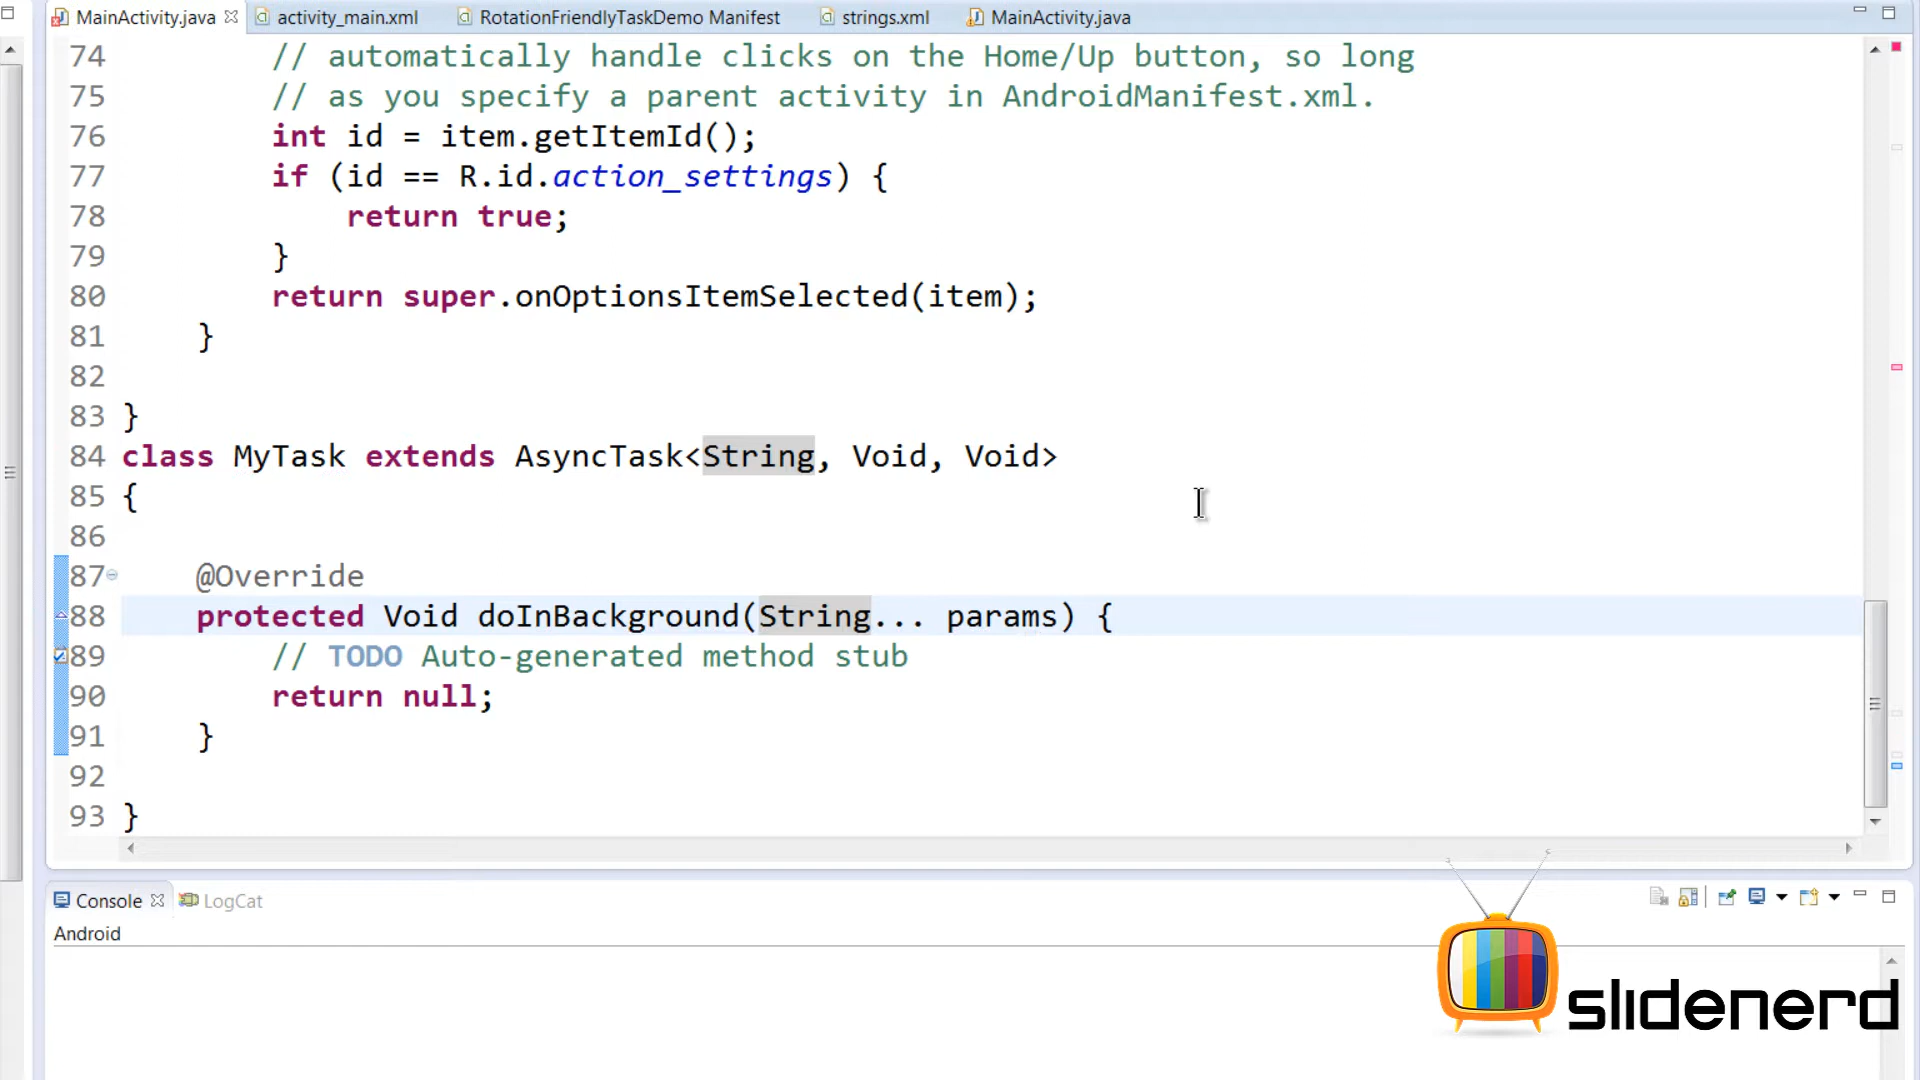 MainActivity.java activity_main.xml RotationFriendlyTaskDemo Manifest strings.xml MainActivity.java
74 // automatically handle clicks on the Home/Up button, so long
75 // as you specify a parent activity in AndroidManifest.xml.
76 int id = item.getItemId();
77 if (id == R.id.action_settings) {
78 return true;
79 }
80 return super.onOptionsItemSelected(item);
81 }
82
83 }
84 class MyTask extends AsyncTask<String, Void, Void>
85 {
86
87 @Override
88 protected Void doInBackground(String... params) {
89 // TODO Auto-generated method stub
90 return null;
91 }
92
93 }
Console LogCat
Android
slidenerd